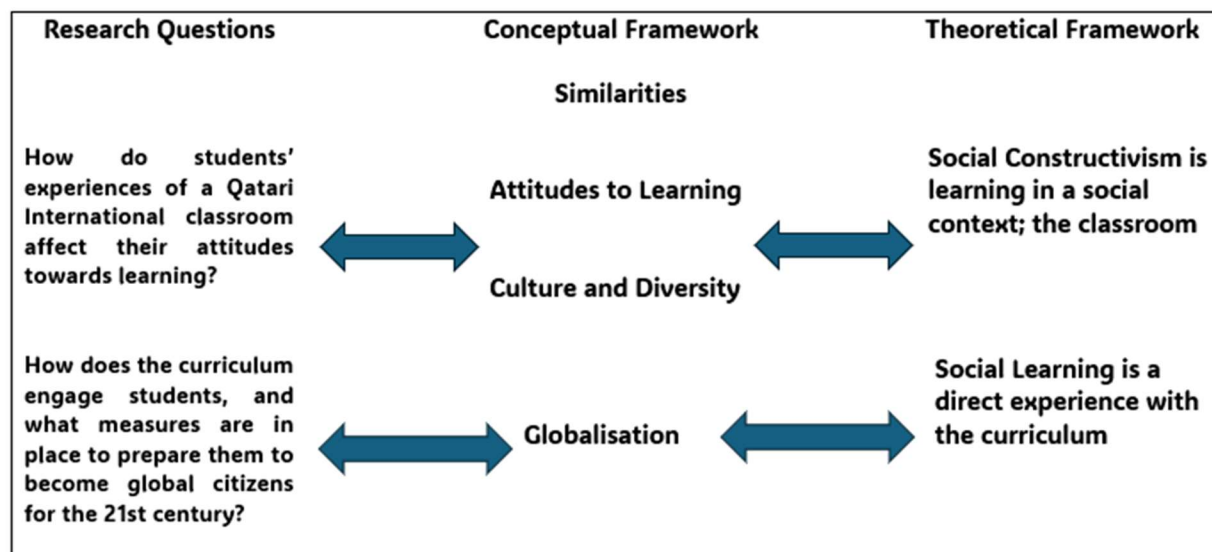 Research Questions
Conceptual Framework
Theoretical Framework
Similarities
How do students'
experiences of a Qatari
International classroom
affect their attitudes
towards learning?
Attitudes to Learning
Culture and Diversity
Social Constructivism is
learning in a social
context; the classroom
How does the curriculum
engage students, and
what measures are in
place to prepare them to
become global citizens
for the 21st century?
Globalisation
Social Learning is a
direct experience with
the curriculum